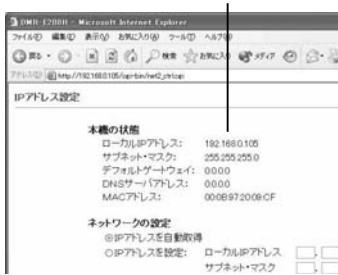 DMR-E200H - Microsoft Internet Explorer
ファイル(F) 編集(E) 表示(V) お気に入り(A) ツール(T) ヘルプ(H)
戻る 検索 お気に入り メディア
アドレス(D) http://192.168.0.105/cgi-bin/net2_ctrl.cgi
IPアドレス設定
本機の状態
ローカルIPアドレス: 192.168.0.105
サブネット・マスク: 255.255.255.0
デフォルトゲートウェイ: 0.0.0.0
DNSサーバアドレス: 0.0.0.0
MACアドレス: 00:0B:97:20:09:CF
ネットワークの設定
◎IPアドレスを自動取得
○IPアドレスを設定: ローカルIPアドレス
サブネット・マスク